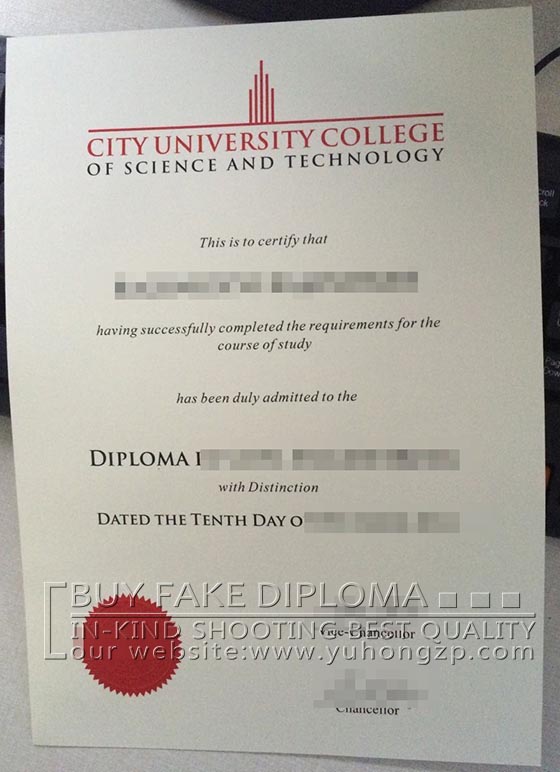 CITY UNIVERSITY COLLEGE
OF SCIENCE AND TECHNOLOGY
This is to certify that
having successfully completed the requirements for the
course of study
has been duly admitted to the
DIPLOMA
with Distinction
DATED THE TENTH DAY O
BUY FAKE DIPLOMA
IN-KIND SHOOTING BEST QUALITY
our website:www.yuhongzp.com
Vice-Chancellor
Chancellor